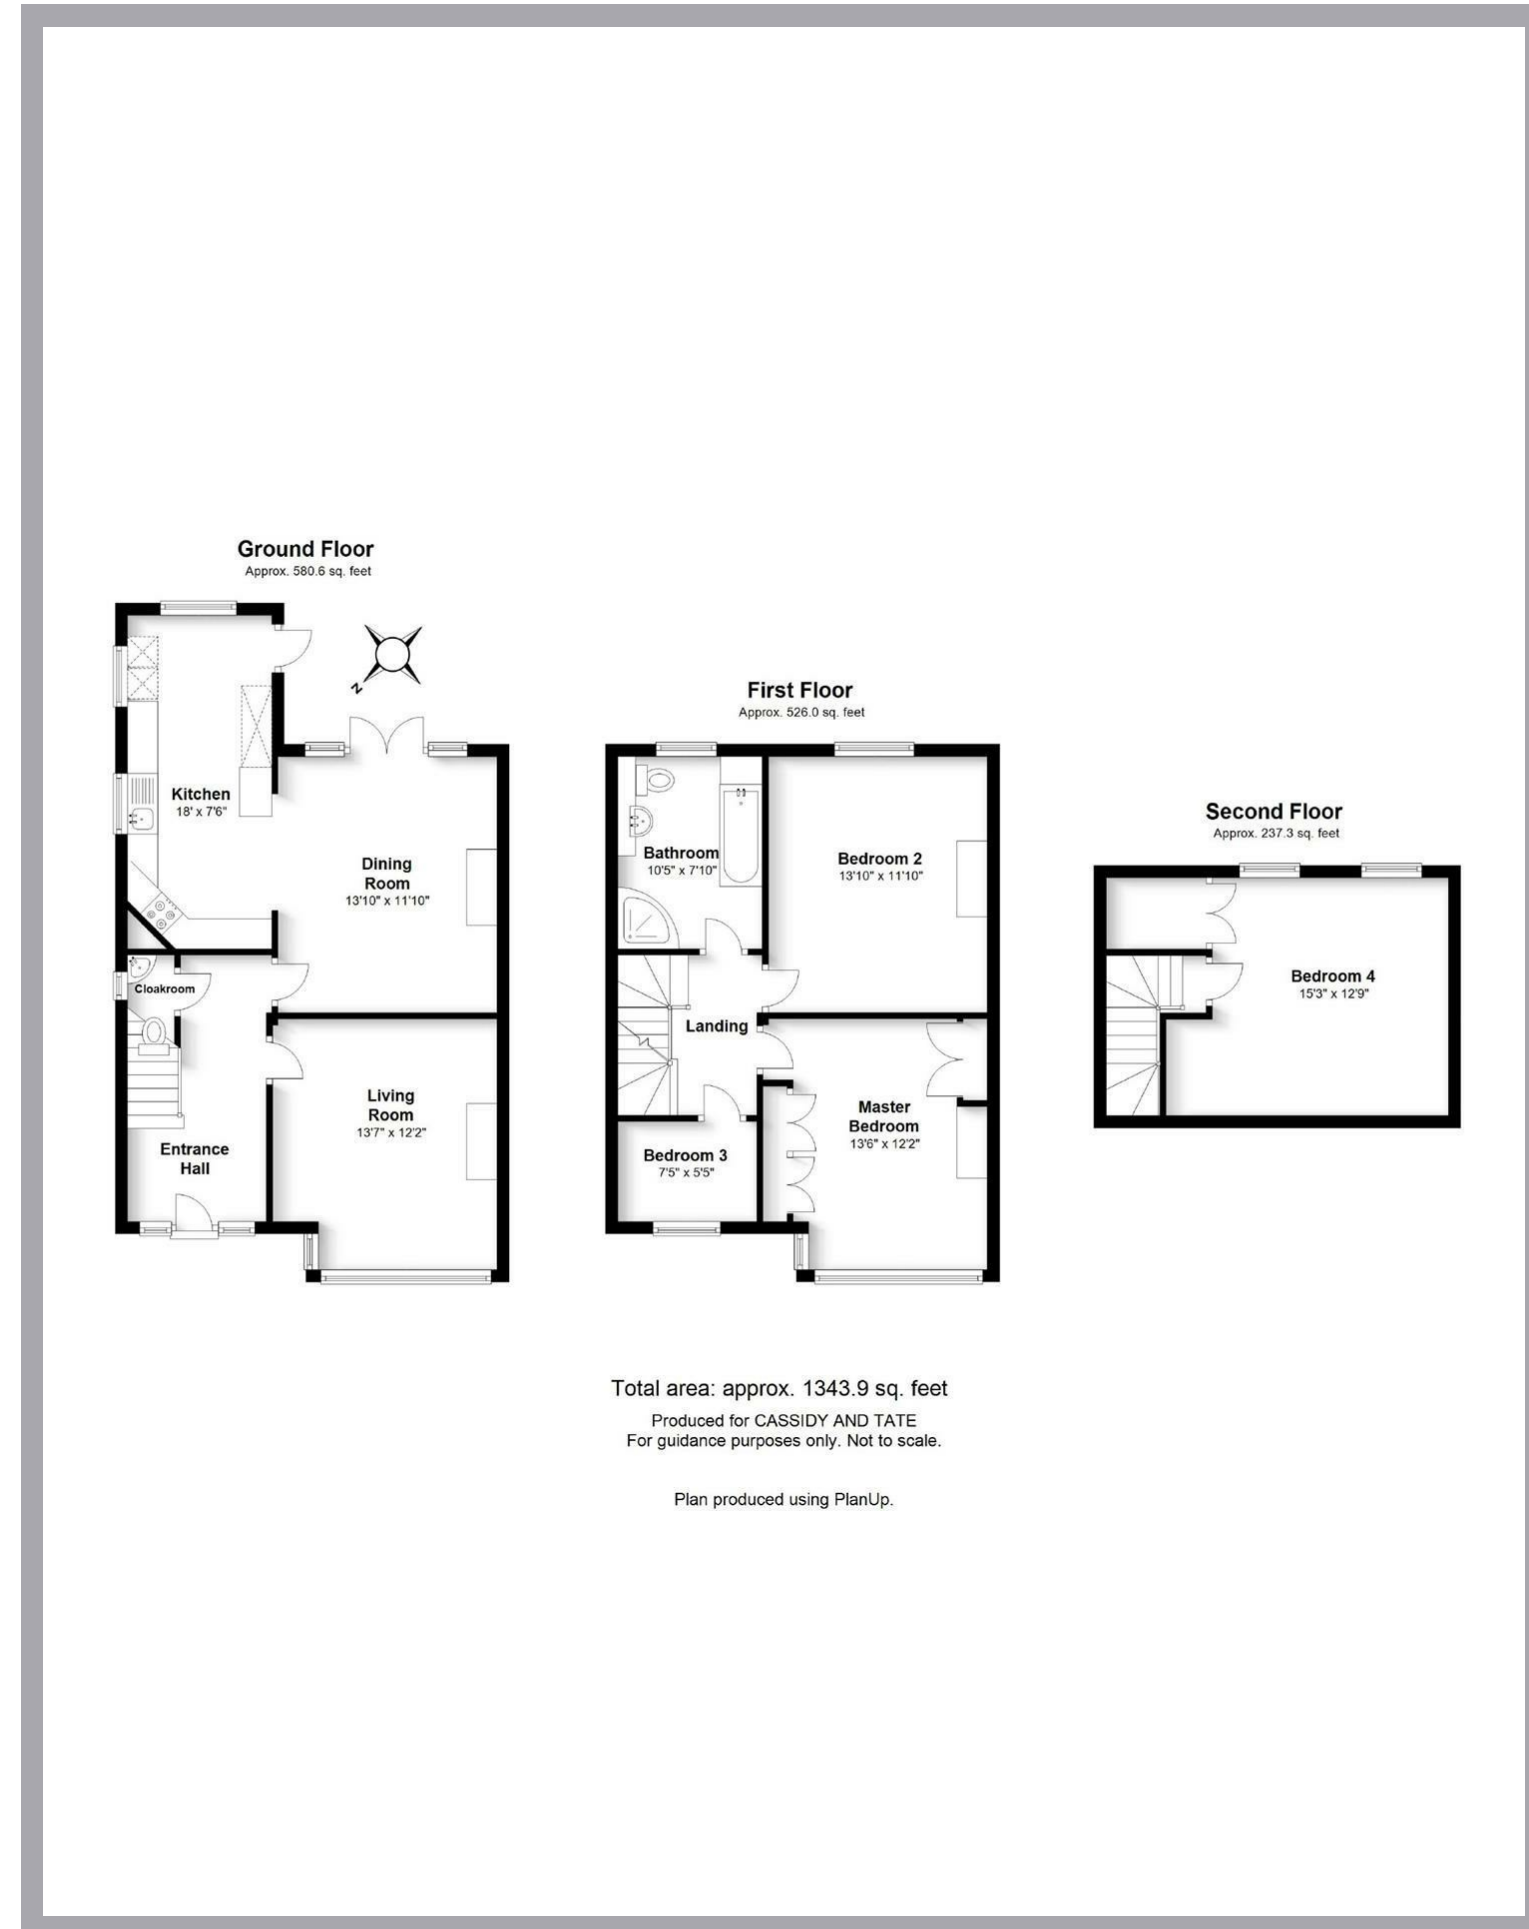 Ground Floor
Approx. 580.6 sq. feet
N
Kitchen
18' x 7'6"
Dining
Room
13'10" x 11'10"
Cloakroom
Living
Room
13'7" x 12'2"
Entrance
Hall
First Floor
Approx. 526.0 sq. feet
Bathroom
10'5" x 7'10"
Bedroom 2
13'10" x 11'10"
Landing
Master
Bedroom
13'6" x 12'2"
Bedroom 3
7'5" x 5'5"
Second Floor
Approx. 237.3 sq. feet
Bedroom 4
15'3" x 12'9"
Total area: approx. 1343.9 sq. feet
Produced for CASSIDY AND TATE
For guidance purposes only. Not to scale.
Plan produced using PlanUp.